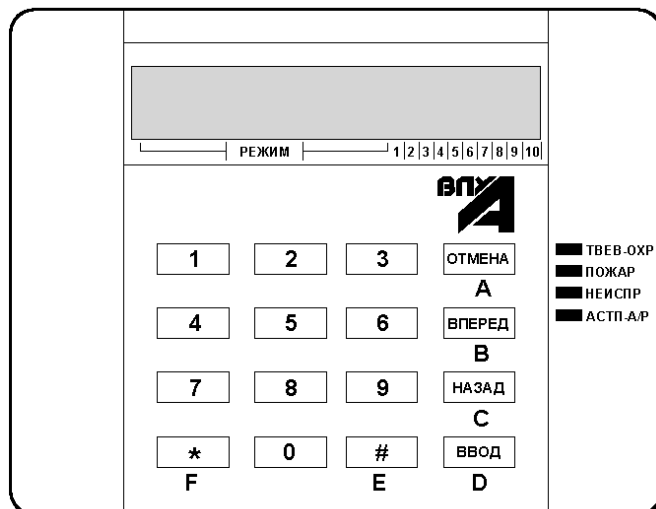 РЕЖИМ 1 2 3 4 5 6 7 8 9 10
ВПУ А
1 2 3 ОТМЕНА
A
4 5 6 ВПЕРЕД
B
7 8 9 НАЗАД
C
* 0 # ВВОД
F E D
ТВЕВ-ОХР
ПОЖАР
НЕИСПР
АСТП-А/Р